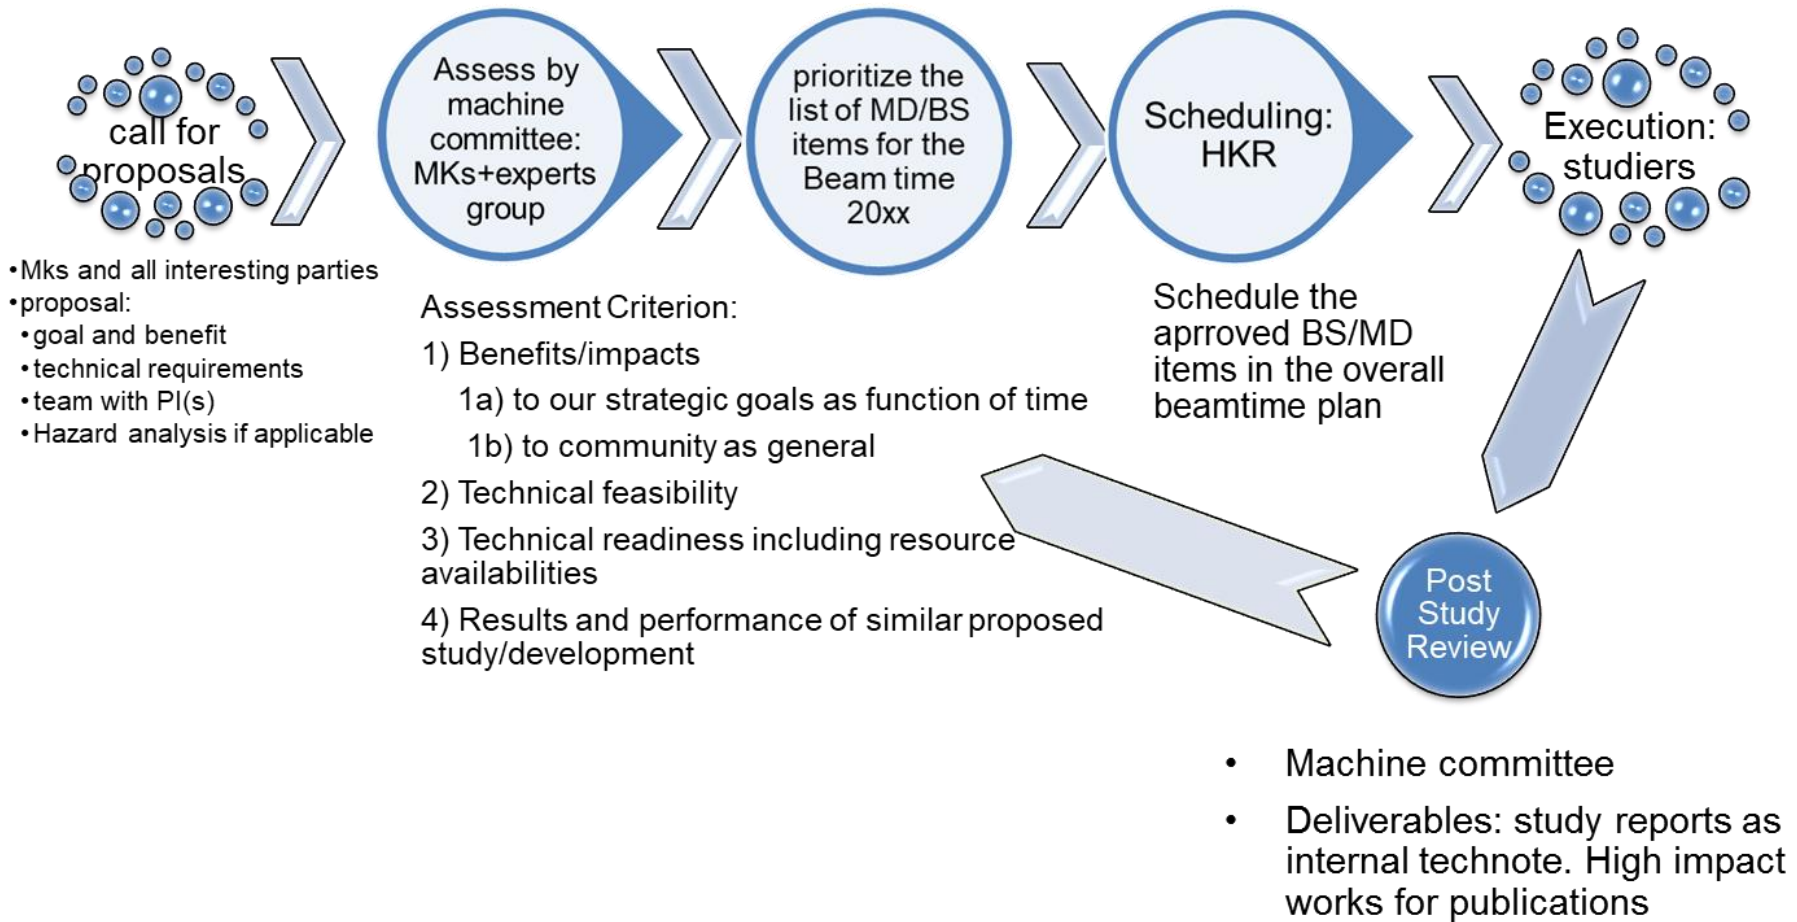 call for
proposals
Assess by
machine
committee:
MKs+experts
group
prioritize the
list of MD/BS
items for the
Beam time
20xx
Scheduling:
HKR
Execution:
studiers
•Mks and all interesting parties
•proposal:
•goal and benefit
•technical requirements
•team with PI(s)
•Hazard analysis if applicable
Assessment Criterion:
1) Benefits/impacts
1a) to our strategic goals as function of time
1b) to community as general
2) Technical feasibility
3) Technical readiness including resource
availabilities
4) Results and performance of similar proposed
study/development
Schedule the
aprroved BS/MD
items in the overall
beamtime plan
Post
Study
Review
• Machine committee
• Deliverables: study reports as
internal technote. High impact
works for publications